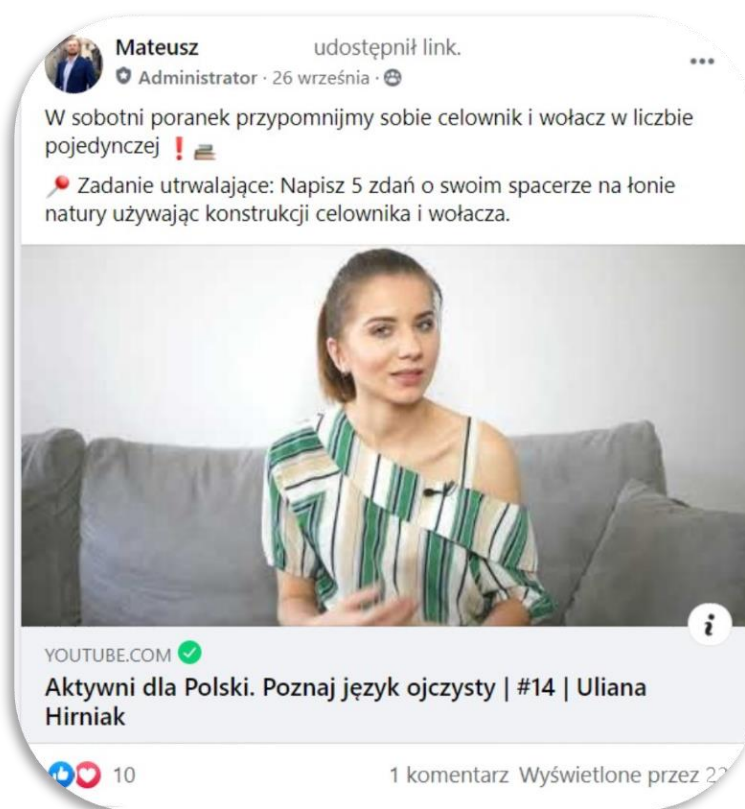 Mateusz udostępnił link.
Administrator · 26 września ·
W sobotni poranek przypomnijmy sobie celownik i wołacz w liczbie
pojedynczej ❗📚
📍 Zadanie utrwalające: Napisz 5 zdań o swoim spacerze na łonie
natury używając konstrukcji celownika i wołacza.
i
YOUTUBE.COM
Aktywni dla Polski. Poznaj język ojczysty | #14 | Uliana
Hirniak
10 1 komentarz Wyświetlone przez